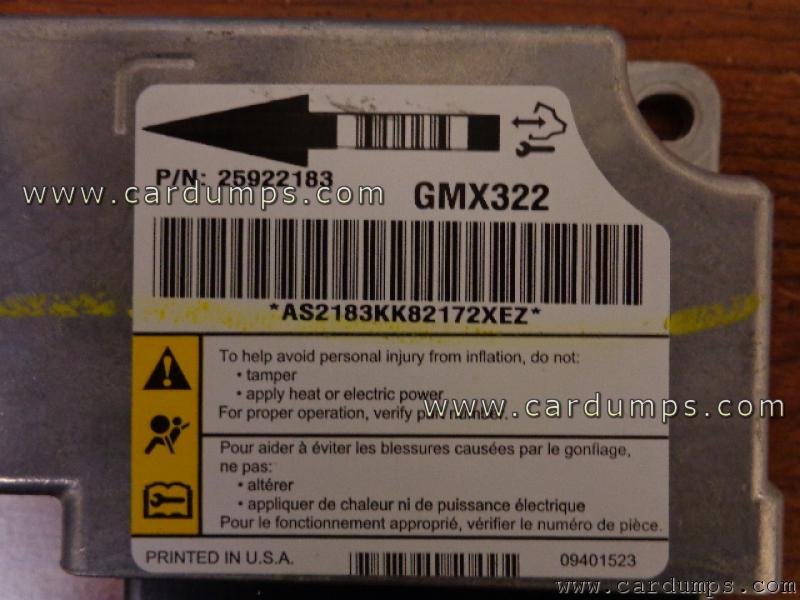 P/N: 25922183
www.cardumps.com
GMX322
*AS2183KK82172XEZ*
To help avoid personal injury from inflation, do not:
• tamper
• apply heat or electric power.
www.cardumps.com
For proper operation, verify part number.
Pour aider à éviter les blessures causées par le gonflage,
ne pas:
• altérer
• appliquer de chaleur ni de puissance électrique
Pour le fonctionnement approprié, vérifier le numéro de pièce.
PRINTED IN U.S.A.
09401523
www.cardumps.com